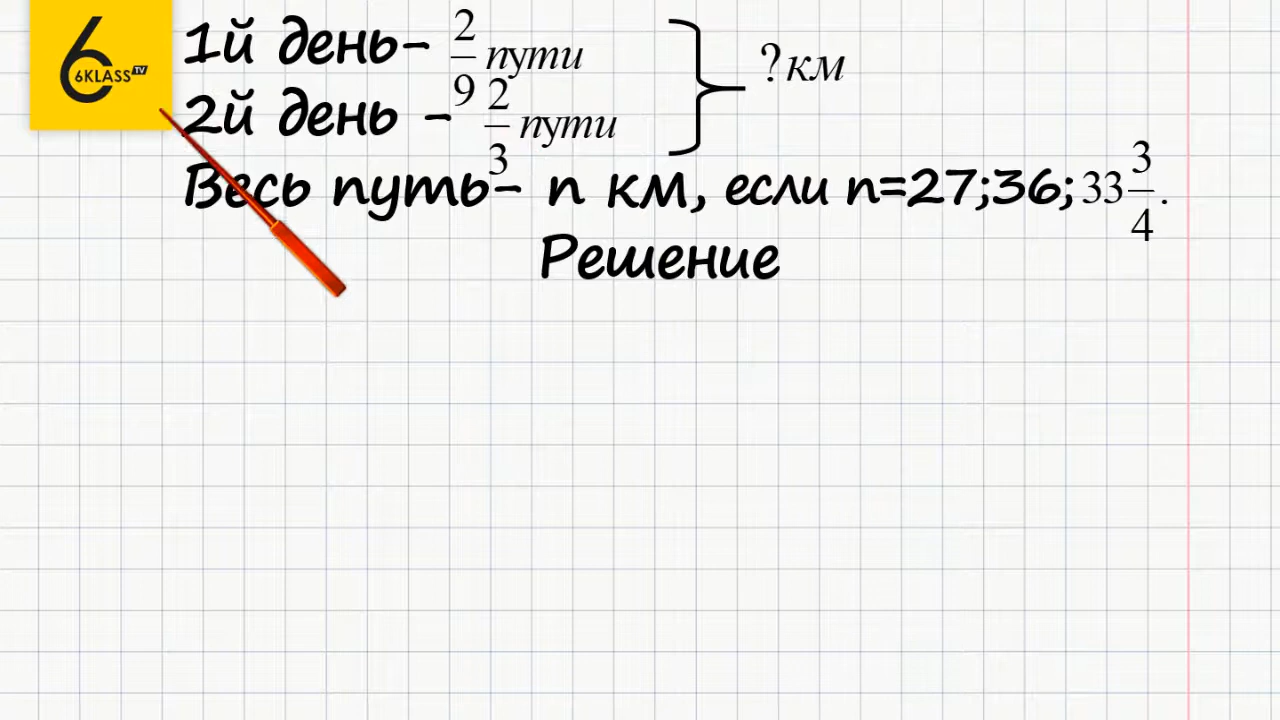 6KLASS TV
1й день- 2/9 пути
2й день - 2/3 пути
?км
Весь путь- n км, если n=27;36;33 3/4.
Решение